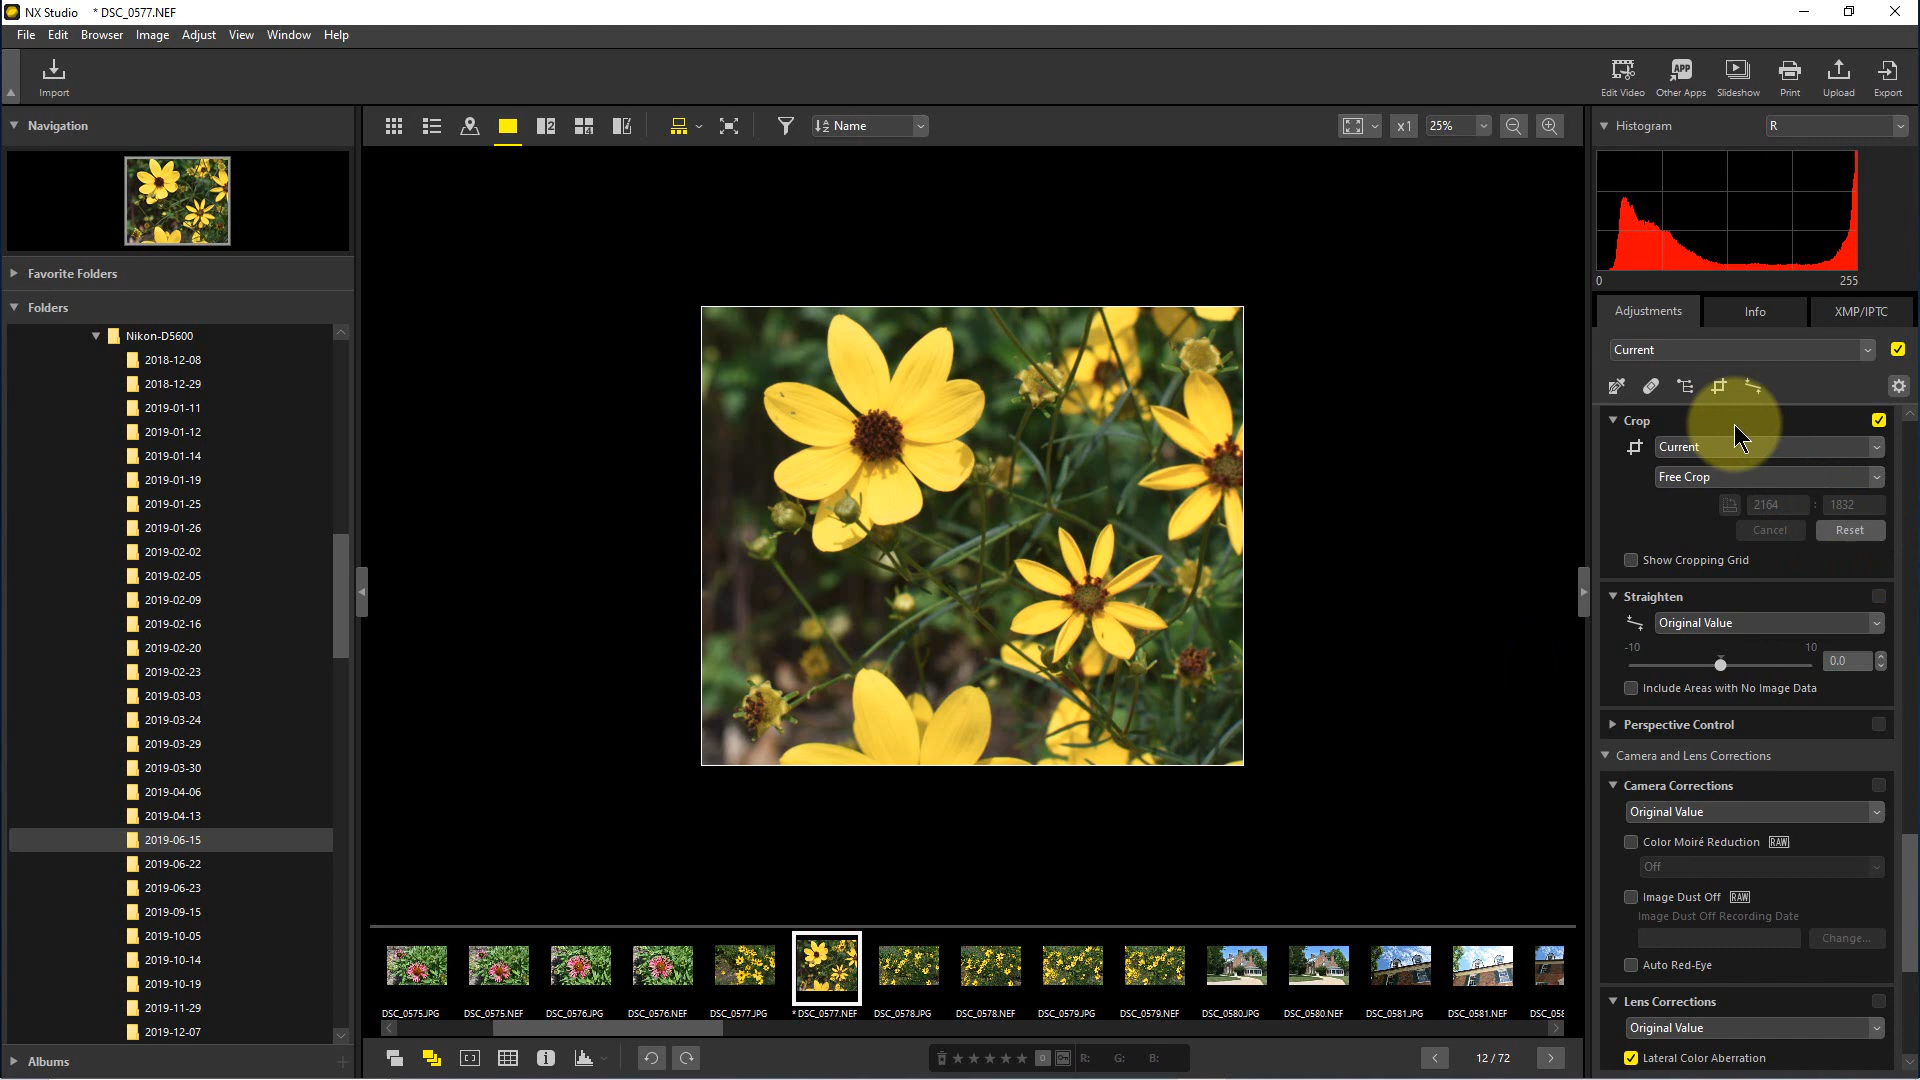 NX Studio * DSC_0577.NEF
File Edit Browser Image Adjust View Window Help
Import
Edit Video Other Apps Slideshow Print Upload Export
APP
Navigation
Name
x1
25%
Histogram
R
0
255
Favorite Folders
Folders
Nikon-D5600
2018-12-08
2018-12-29
2019-01-11
2019-01-12
2019-01-14
2019-01-19
2019-01-25
2019-01-26
2019-02-02
2019-02-05
2019-02-09
2019-02-16
2019-02-20
2019-02-23
2019-03-03
2019-03-24
2019-03-29
2019-03-30
2019-04-06
2019-04-13
2019-06-15
2019-06-22
2019-06-23
2019-09-15
2019-10-05
2019-10-14
2019-10-19
2019-11-29
2019-12-07
Albums
Adjustments Info XMP/IPTC
Current
Crop
Current
Free Crop
2164 : 1832
Cancel Reset
Show Cropping Grid
Straighten
Original Value
-10 10
0.0
Include Areas with No Image Data
Perspective Control
Camera and Lens Corrections
Camera Corrections
Original Value
Color Moiré Reduction RAW
Off
Image Dust Off RAW
Image Dust Off Recording Date
Change...
Auto Red-Eye
Lens Corrections
Original Value
Lateral Color Aberration
DSC_0575.JPG DSC_0575.NEF DSC_0576.JPG DSC_0576.NEF DSC_0577.JPG * DSC_0577.NEF DSC_0578.JPG DSC_0578.NEF DSC_0579.JPG DSC_0579.NEF DSC_0580.JPG DSC_0580.NEF DSC_0581.JPG DSC_0581.NEF DSC_058
0 R: G: B:
12 / 72